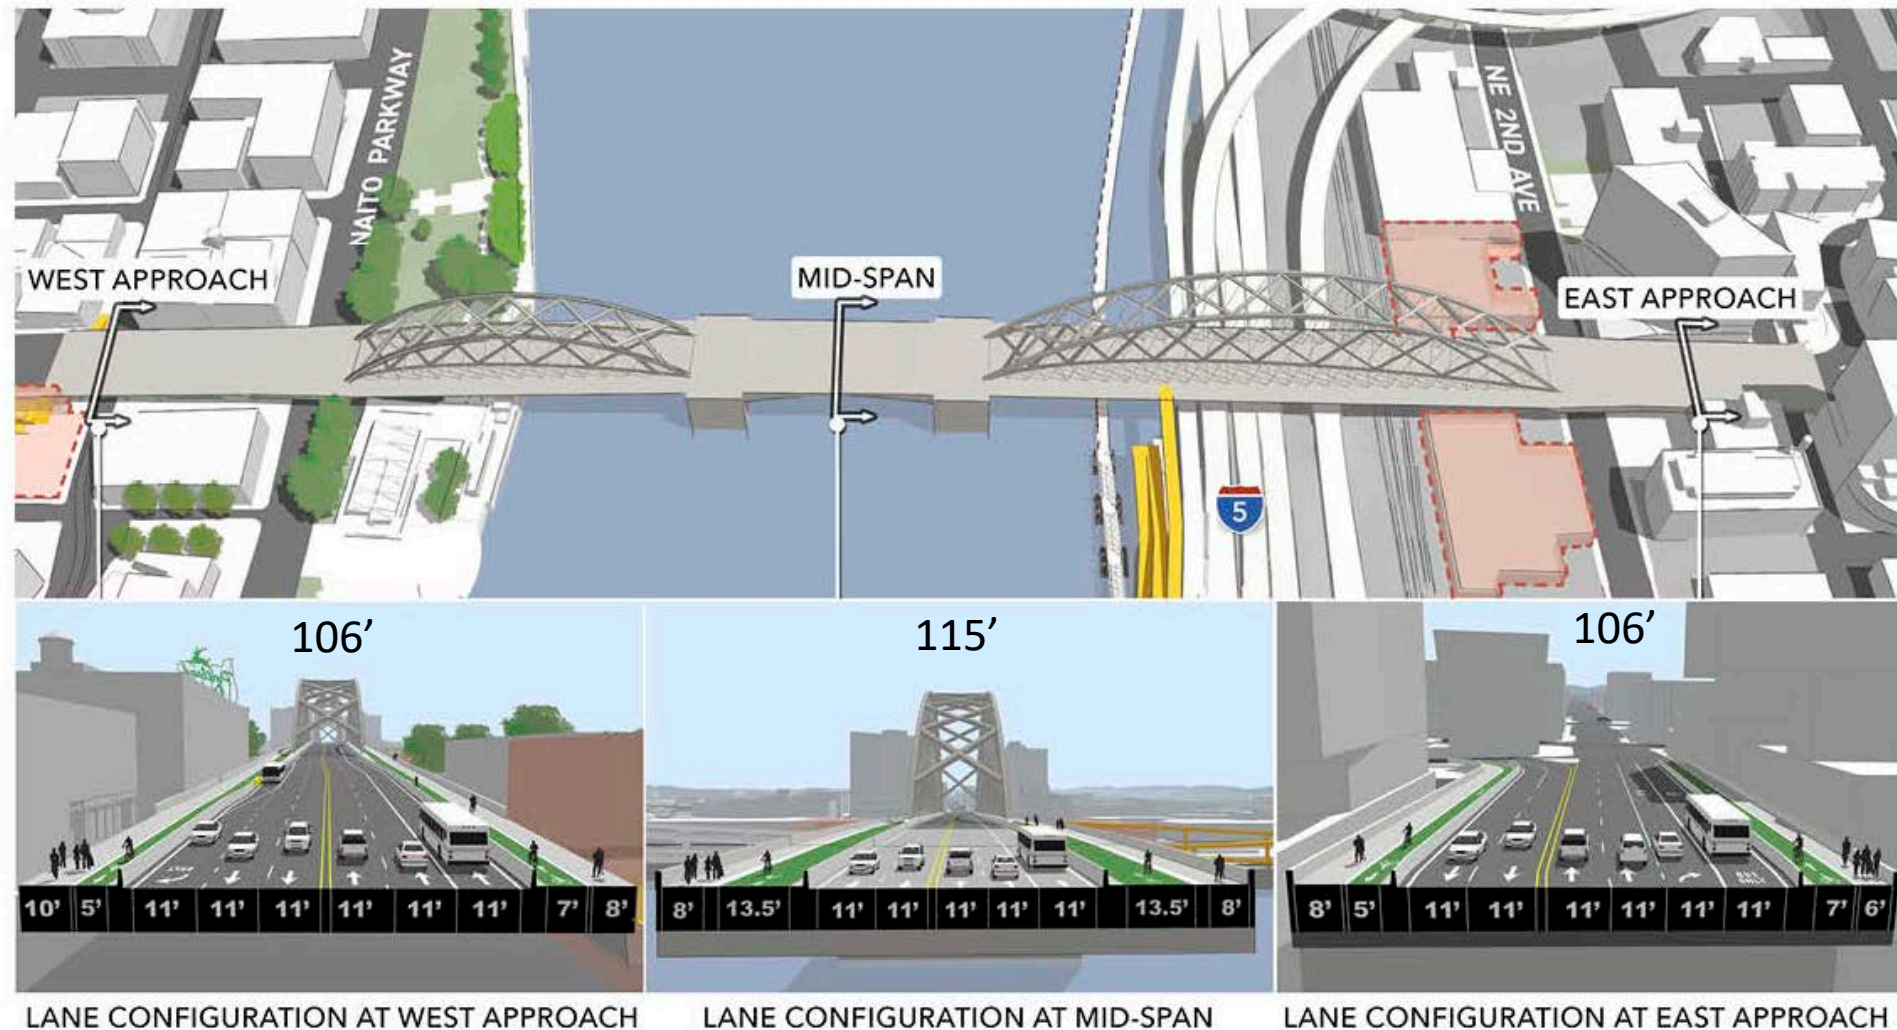 NAITO PARKWAY
NE 2ND AVE
WEST APPROACH
MID-SPAN
EAST APPROACH
5
106’
115’
106’
10’ 5’ 11’ 11’ 11’ 11’ 11’ 11’ 7’ 8’
8’ 13.5’ 11’ 11’ 11’ 11’ 11’ 13.5’ 8’
BUS ONLY
8’ 5’ 11’ 11’ 11’ 11’ 11’ 11’ 7’ 6’
LANE CONFIGURATION AT WEST APPROACH
LANE CONFIGURATION AT MID-SPAN
LANE CONFIGURATION AT EAST APPROACH